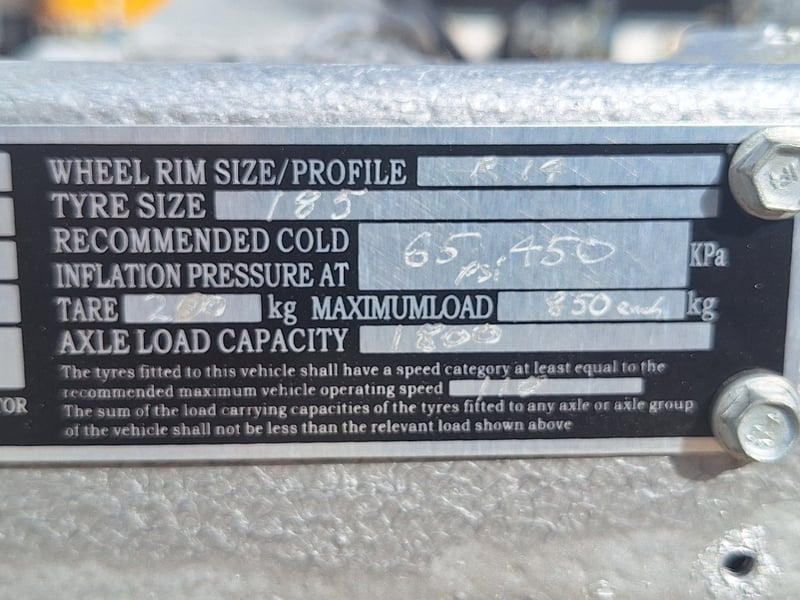 WHEEL RIM SIZE/PROFILE R 14
TYRE SIZE 185
RECOMMENDED COLD
INFLATION PRESSURE AT 65 psi 450 KPa
TARE 200 kg MAXIMUMLOAD 850 each kg
AXLE LOAD CAPACITY 1800
The tyres fitted to this vehicle shall have a speed category at least equal to the
recommended maximum vehicle operating speed 110
The sum of the load carrying capacities of the tyres fitted to any axle or axle group
of the vehicle shall not be less than the relevant load shown above
TOR